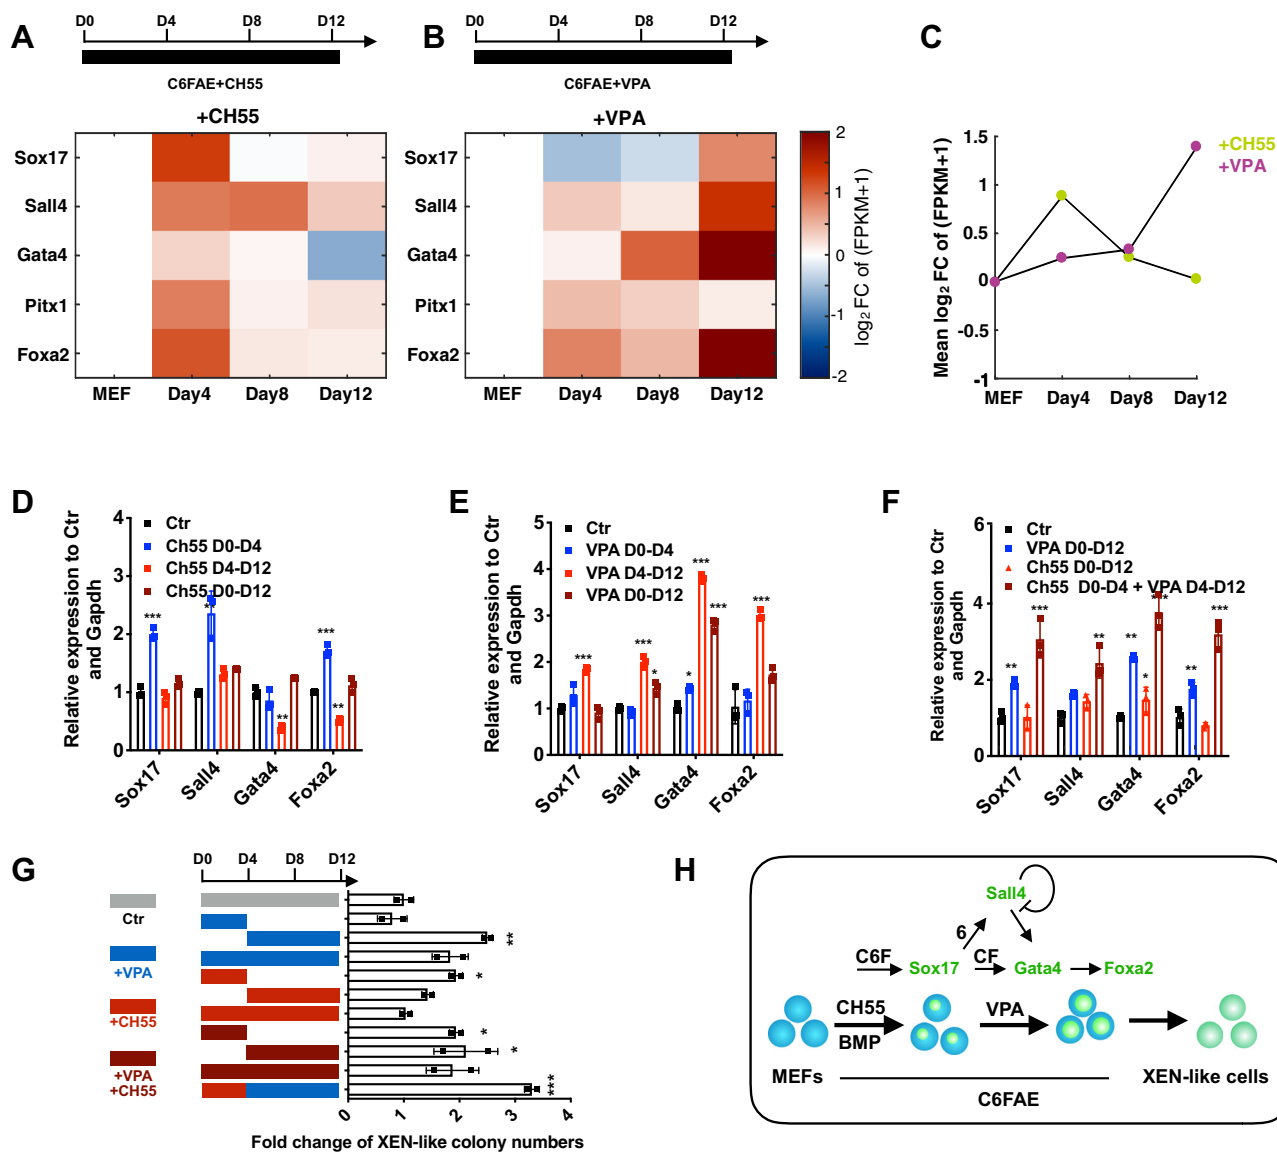 A
D0 D4 D8 D12
C6FAE+CH55
+CH55
Sox17
Sall4
Gata4
Pitx1
Foxa2
MEF Day4 Day8 Day12
B
D0 D4 D8 D12
C6FAE+VPA
+VPA
Sox17
Sall4
Gata4
Pitx1
Foxa2
MEF Day4 Day8 Day12
2
1
0
-1
-2
log2 FC of (FPKM+1)
C
Mean log2 FC of (FPKM+1)
1.5
1
0.5
0
-0.5
-1
MEF Day4 Day8 Day12
+CH55
+VPA
D
Relative expression to Ctr
and Gapdh
4
3
2
1
0
Ctr
Ch55 D0-D4
Ch55 D4-D12
Ch55 D0-D12
*** ** ** *** **
Sox17 Sall4 Gata4 Foxa2
E
Relative expression to Ctr
and Gapdh
5
4
3
2
1
0
Ctr
VPA D0-D4
VPA D4-D12
VPA D0-D12
*** *** * * *** *** ***
Sox17 Sall4 Gata4 Foxa2
F
Relative expression to Ctr
and Gapdh
6
4
2
0
Ctr
VPA D0-D12
Ch55 D0-D12
Ch55 D0-D4 + VPA D4-D12
** *** ** ** * *** ** ***
Sox17 Sall4 Gata4 Foxa2
G
D0 D4 D8 D12
Ctr
+VPA
+CH55
+VPA
+CH55
**
*
*
*
***
0 1 2 3 4
Fold change of XEN-like colony numbers
H
Sall4
6
C6F Sox17 CF Gata4 Foxa2
CH55 VPA
BMP
MEFs XEN-like cells
C6FAE